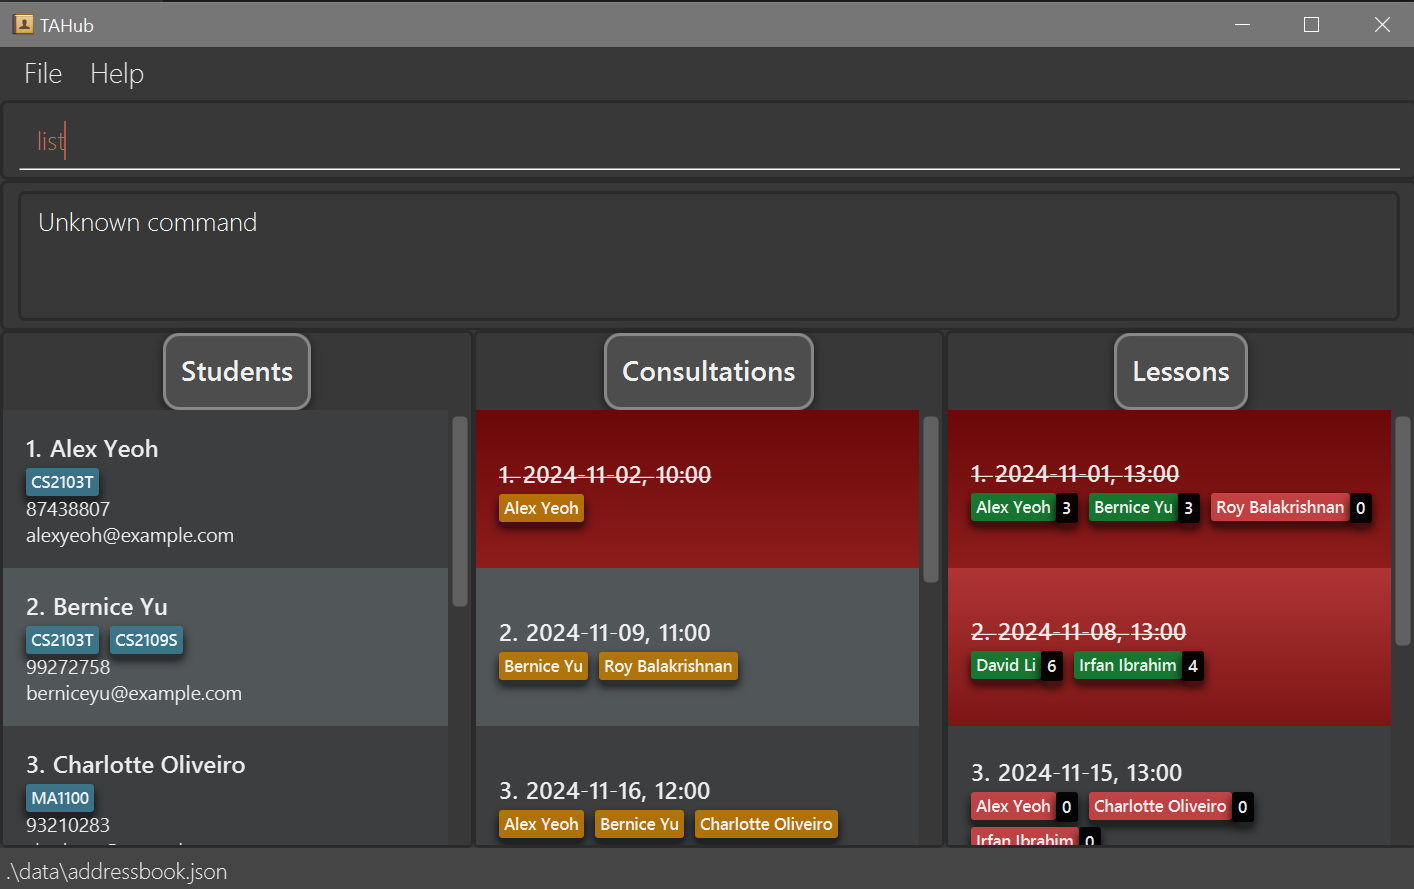 TAHub
File Help
list
Unknown command
Students
1. Alex Yeoh
CS2103T
87438807
alexyeoh@example.com
2. Bernice Yu
CS2103T CS2109S
99272758
berniceyu@example.com
3. Charlotte Oliveiro
MA1100
93210283
Consultations
1. 2024-11-02, 10:00
Alex Yeoh
2. 2024-11-09, 11:00
Bernice Yu Roy Balakrishnan
3. 2024-11-16, 12:00
Alex Yeoh Bernice Yu Charlotte Oliveiro
Lessons
1. 2024-11-01, 13:00
Alex Yeoh 3 Bernice Yu 3 Roy Balakrishnan 0
2. 2024-11-08, 13:00
David Li 6 Irfan Ibrahim 4
3. 2024-11-15, 13:00
Alex Yeoh 0 Charlotte Oliveiro 0
Irfan Ibrahim 0
.\data\addressbook.json